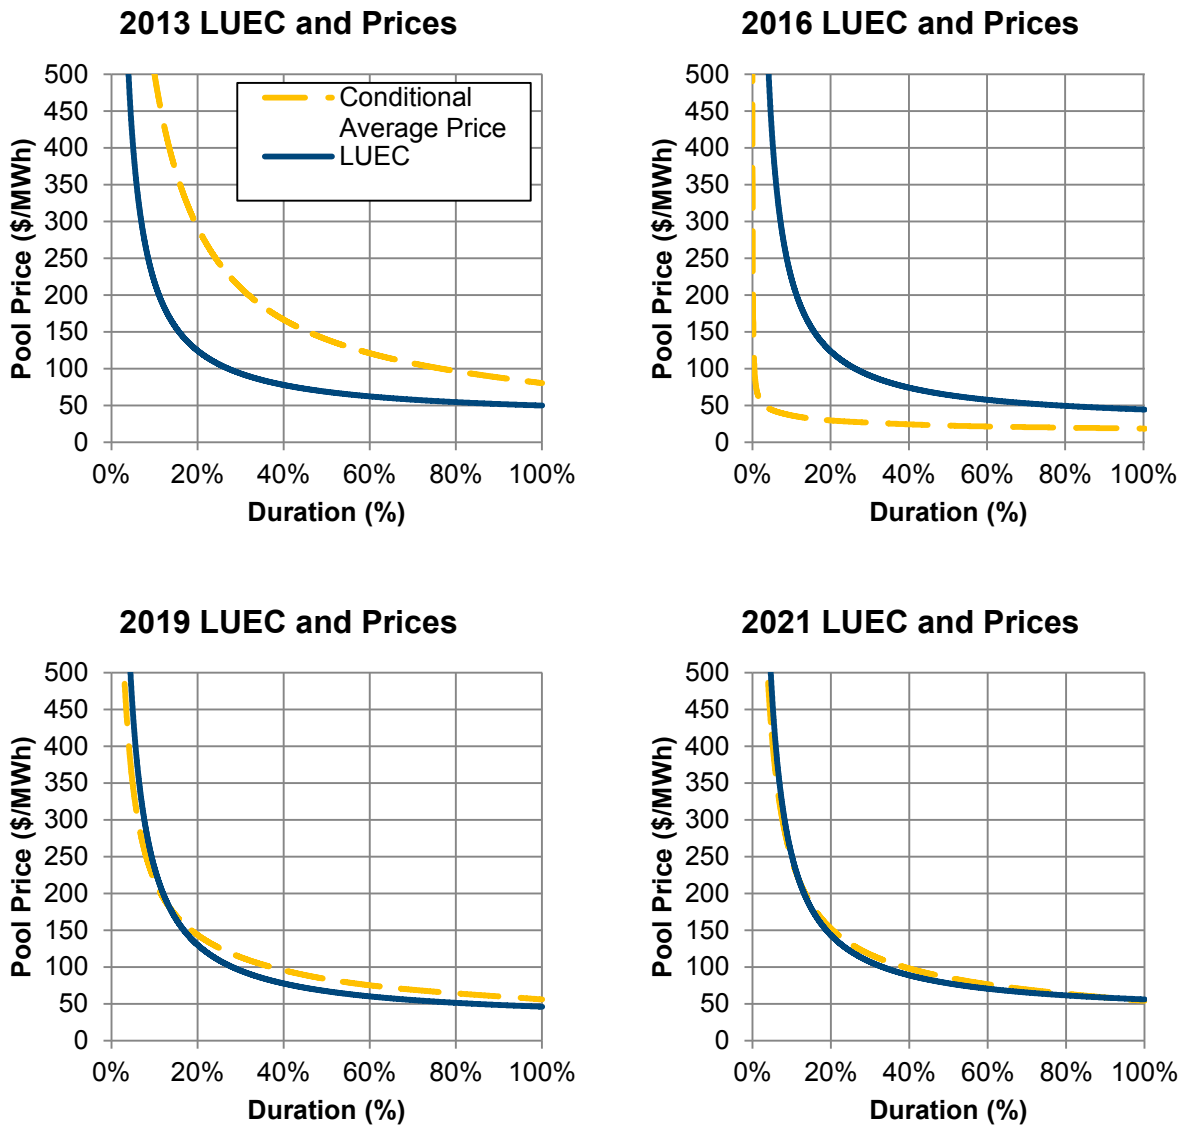 2013 LUEC and Prices
Pool Price ($/MWh)
500
450
400
350
300
250
200
150
100
50
0
Conditional
Average Price
LUEC
0% 20% 40% 60% 80% 100%
Duration (%)
2016 LUEC and Prices
Pool Price ($/MWh)
500
450
400
350
300
250
200
150
100
50
0
0% 20% 40% 60% 80% 100%
Duration (%)
2019 LUEC and Prices
Pool Price ($/MWh)
500
450
400
350
300
250
200
150
100
50
0
0% 20% 40% 60% 80% 100%
Duration (%)
2021 LUEC and Prices
Pool Price ($/MWh)
500
450
400
350
300
250
200
150
100
50
0
0% 20% 40% 60% 80% 100%
Duration (%)